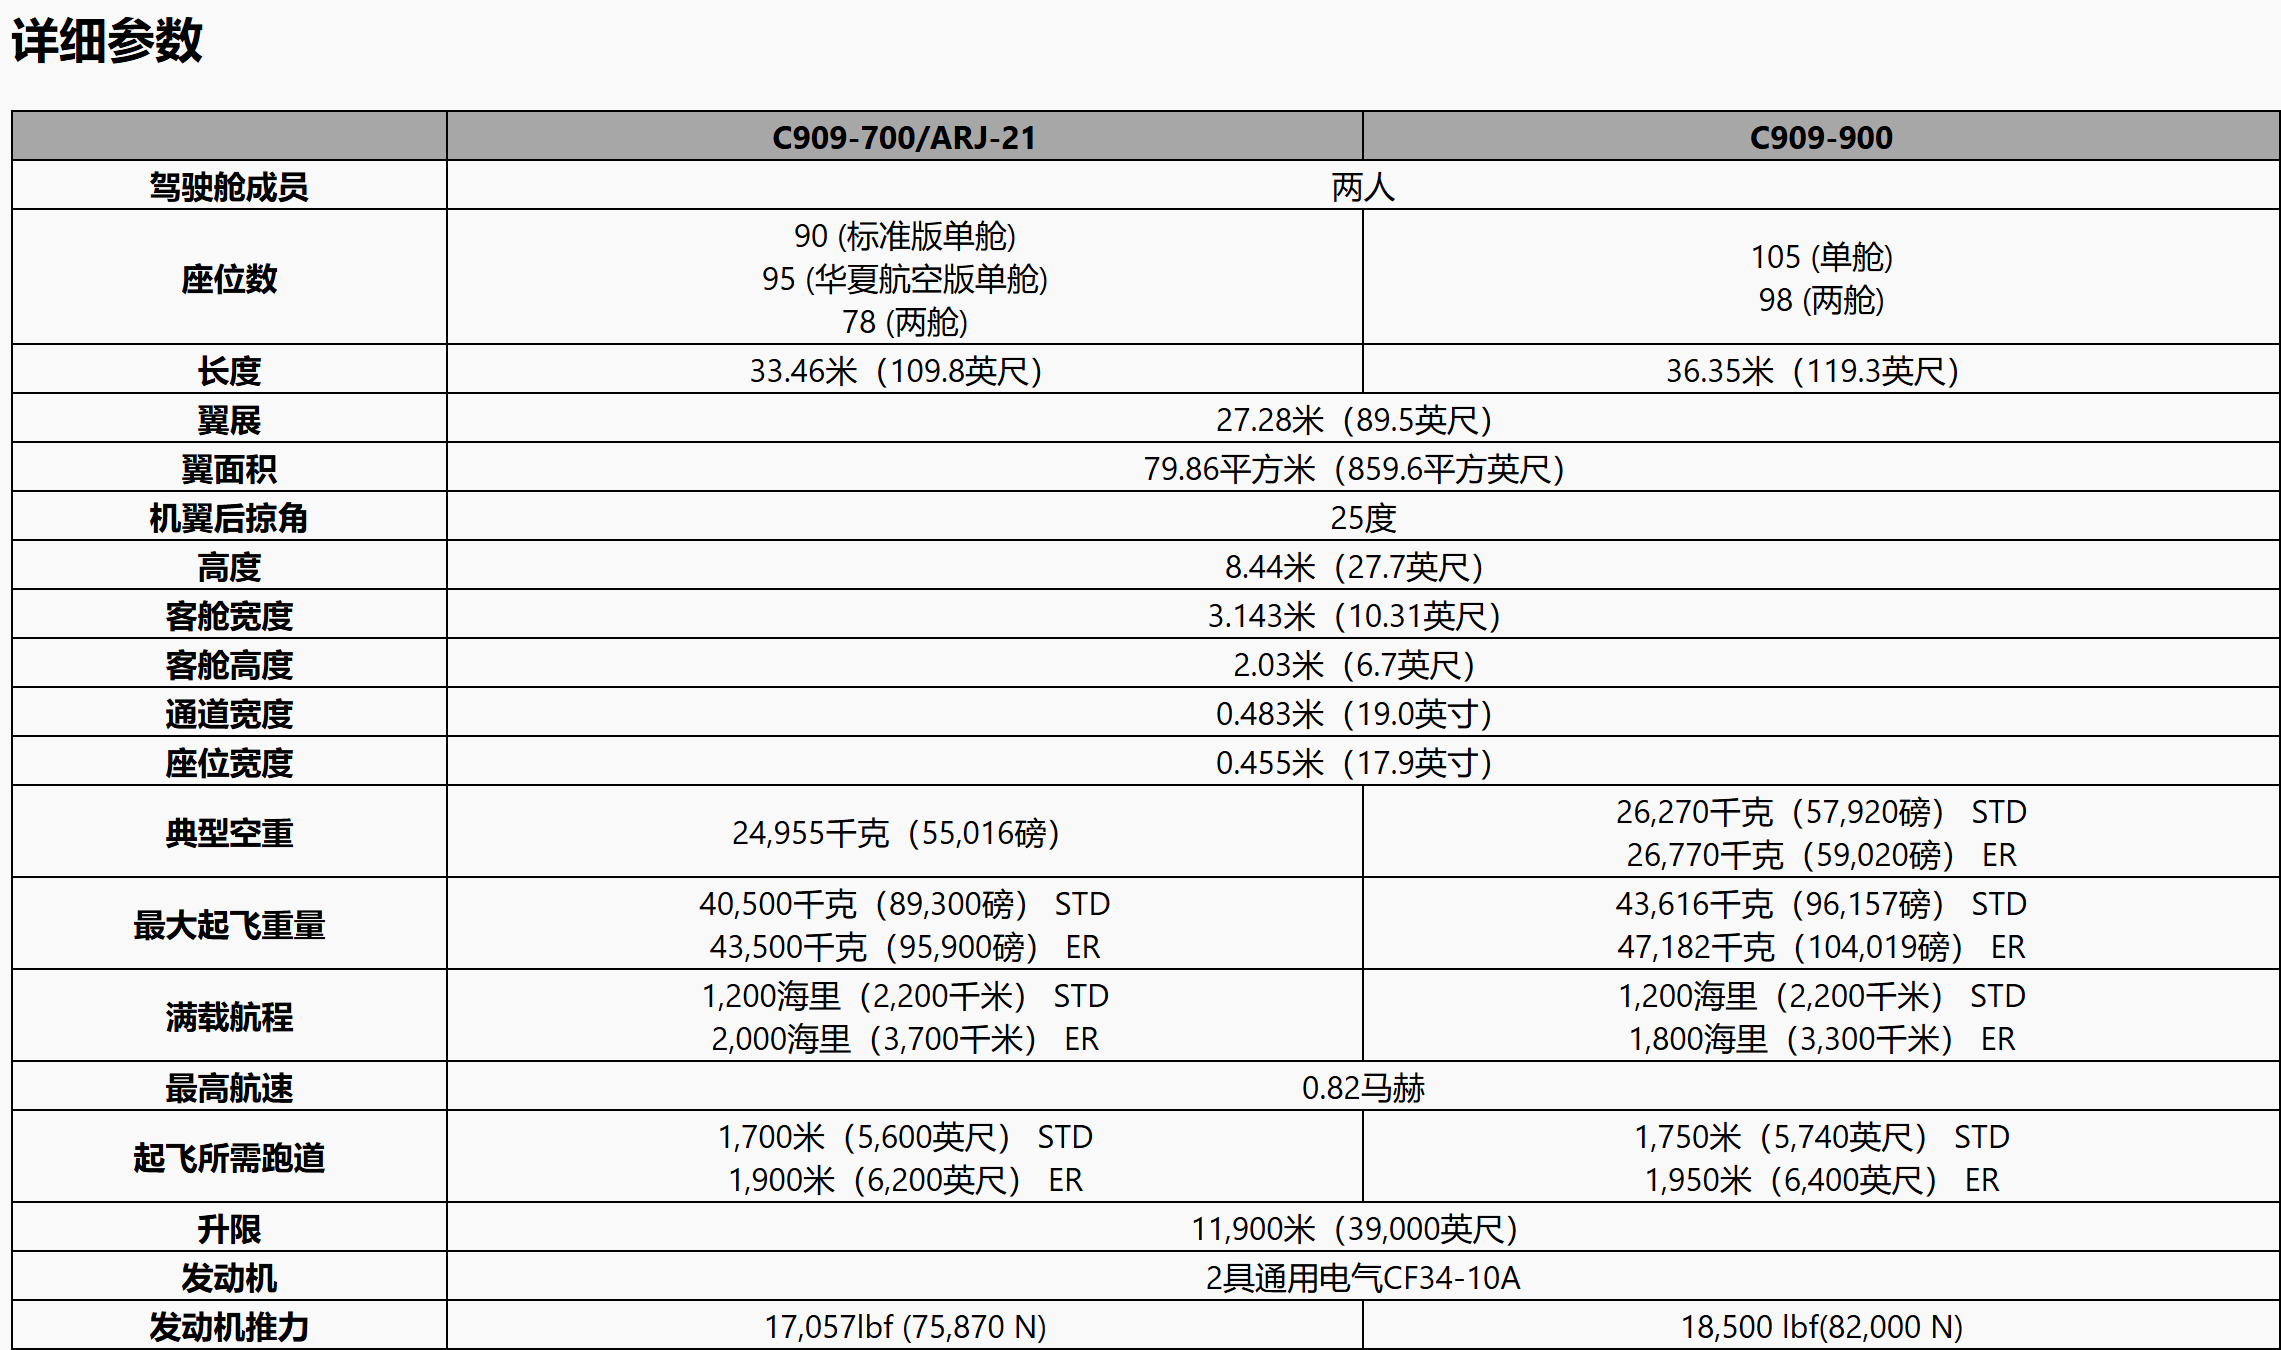 详细参数
C909-700/ARJ-21 C909-900
驾驶舱成员 两人
座位数
90 (标准版单舱)
95 (华夏航空版单舱)
78 (两舱)
105 (单舱)
98 (两舱)
长度 33.46米（109.8英尺） 36.35米（119.3英尺）
翼展 27.28米（89.5英尺）
翼面积 79.86平方米（859.6平方英尺）
机翼后掠角 25度
高度 8.44米（27.7英尺）
客舱宽度 3.143米（10.31英尺）
客舱高度 2.03米（6.7英尺）
通道宽度 0.483米（19.0英寸）
座位宽度 0.455米（17.9英寸）
典型空重 24,955千克（55,016磅）
26,270千克（57,920磅） STD
26,770千克（59,020磅） ER
最大起飞重量
40,500千克（89,300磅） STD
43,500千克（95,900磅） ER
43,616千克（96,157磅） STD
47,182千克（104,019磅） ER
满载航程
1,200海里（2,200千米） STD
2,000海里（3,700千米） ER
1,200海里（2,200千米） STD
1,800海里（3,300千米） ER
最高航速 0.82马赫
起飞所需跑道
1,700米（5,600英尺） STD
1,900米（6,200英尺） ER
1,750米（5,740英尺） STD
1,950米（6,400英尺） ER
升限 11,900米（39,000英尺）
发动机 2具通用电气CF34-10A
发动机推力 17,057lbf (75,870 N) 18,500 lbf(82,000 N)